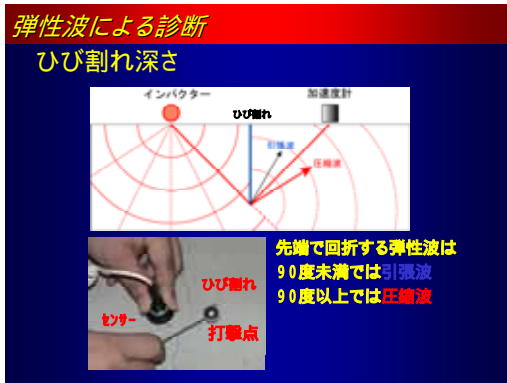 弾性波による診断
ひび割れ深さ
インパクター
加速度計
ひび割れ
引張波
圧縮波
ひび割れ
センサー
打撃点
先端で回折する弾性波は
90度未満では引張波
90度以上では圧縮波